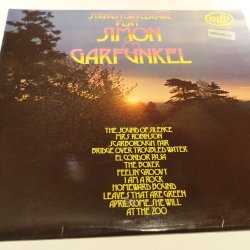 STRINGS FOR PLEASURE
PLAY
SIMON
&
GARFUNKEL
mfp
THE SOUND OF SILENCE
MRS ROBINSON
SCARBOROUGH FAIR
BRIDGE OVER TROUBLED WATER
EL CONDOR PASA
THE BOXER
FEELIN' GROOVY
I AM A ROCK
HOMEWARD BOUND
LEAVES THAT ARE GREEN
APRIL COME SHE WILL
AT THE ZOO